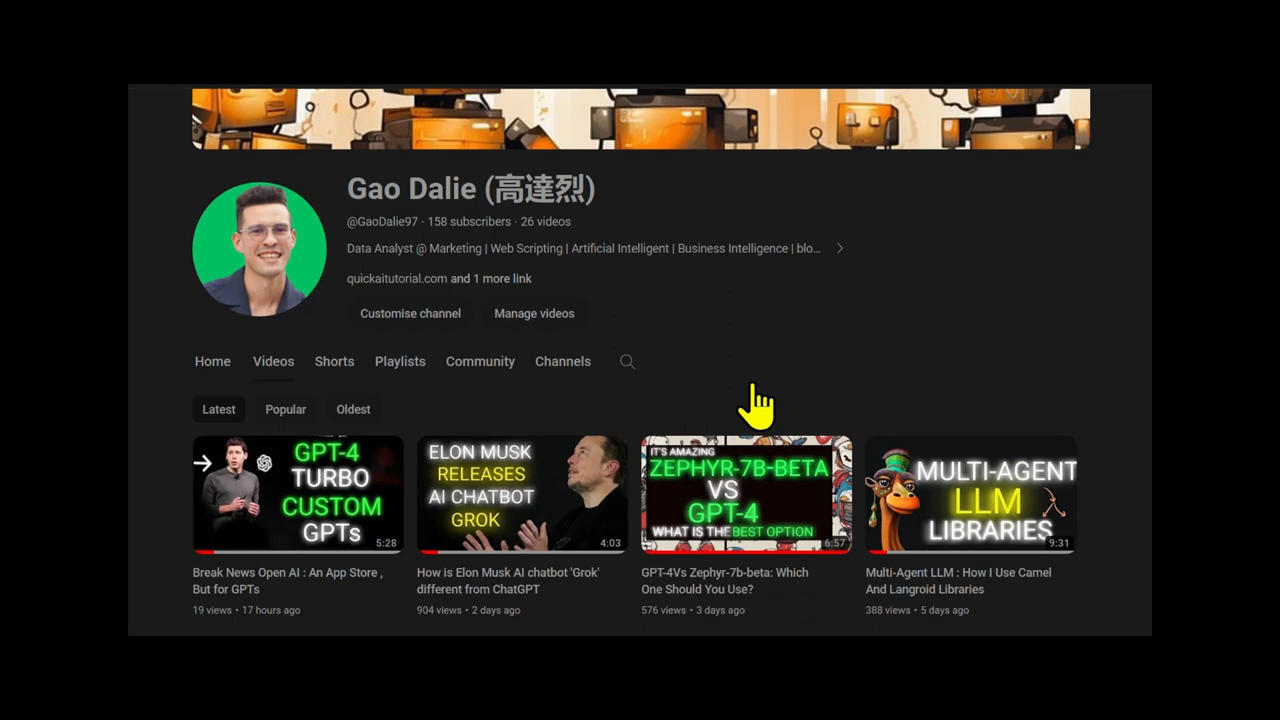 Gao Dalie (高達烈)
@GaoDalie97 · 158 subscribers · 26 videos
Data Analyst @ Marketing | Web Scripting | Artificial Intelligent | Business Intelligence | blo...
quickaitutorial.com and 1 more link
Customise channel Manage videos
Home Videos Shorts Playlists Community Channels
Latest Popular Oldest
GPT-4
TURBO
CUSTOM
GPTs
5:28
ELON MUSK
RELEASES
AI CHATBOT
GROK
4:03
IT'S AMAZING
ZEPHYR-7B-BETA
VS
GPT-4
WHAT IS THE BEST OPTION
6:57
MULTI-AGENT
LLM
LIBRARIES
9:31
Break News Open AI : An App Store ,
But for GPTs
19 views • 17 hours ago
How is Elon Musk AI chatbot 'Grok'
different from ChatGPT
904 views • 2 days ago
GPT-4Vs Zephyr-7b-beta: Which
One Should You Use?
576 views • 3 days ago
Multi-Agent LLM : How I Use Camel
And Langroid Libraries
388 views • 5 days ago